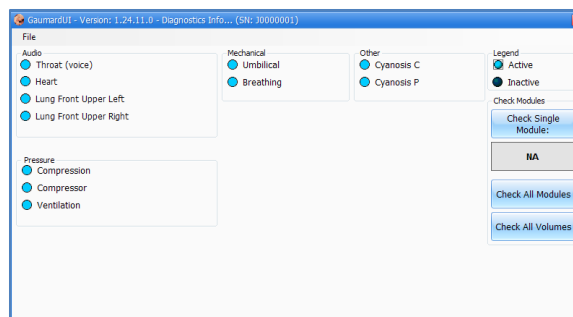 GaumardUI - Version: 1.24.11.0 - Diagnostics Info... (SN: J0000001)
File
Audio
Throat (voice)
Heart
Lung Front Upper Left
Lung Front Upper Right
Mechanical
Umbilical
Breathing
Other
Cyanosis C
Cyanosis P
Legend
Active
Inactive
Check Modules
Check Single
Module:
NA
Check All Modules
Check All Volumes
Pressure
Compression
Compressor
Ventilation